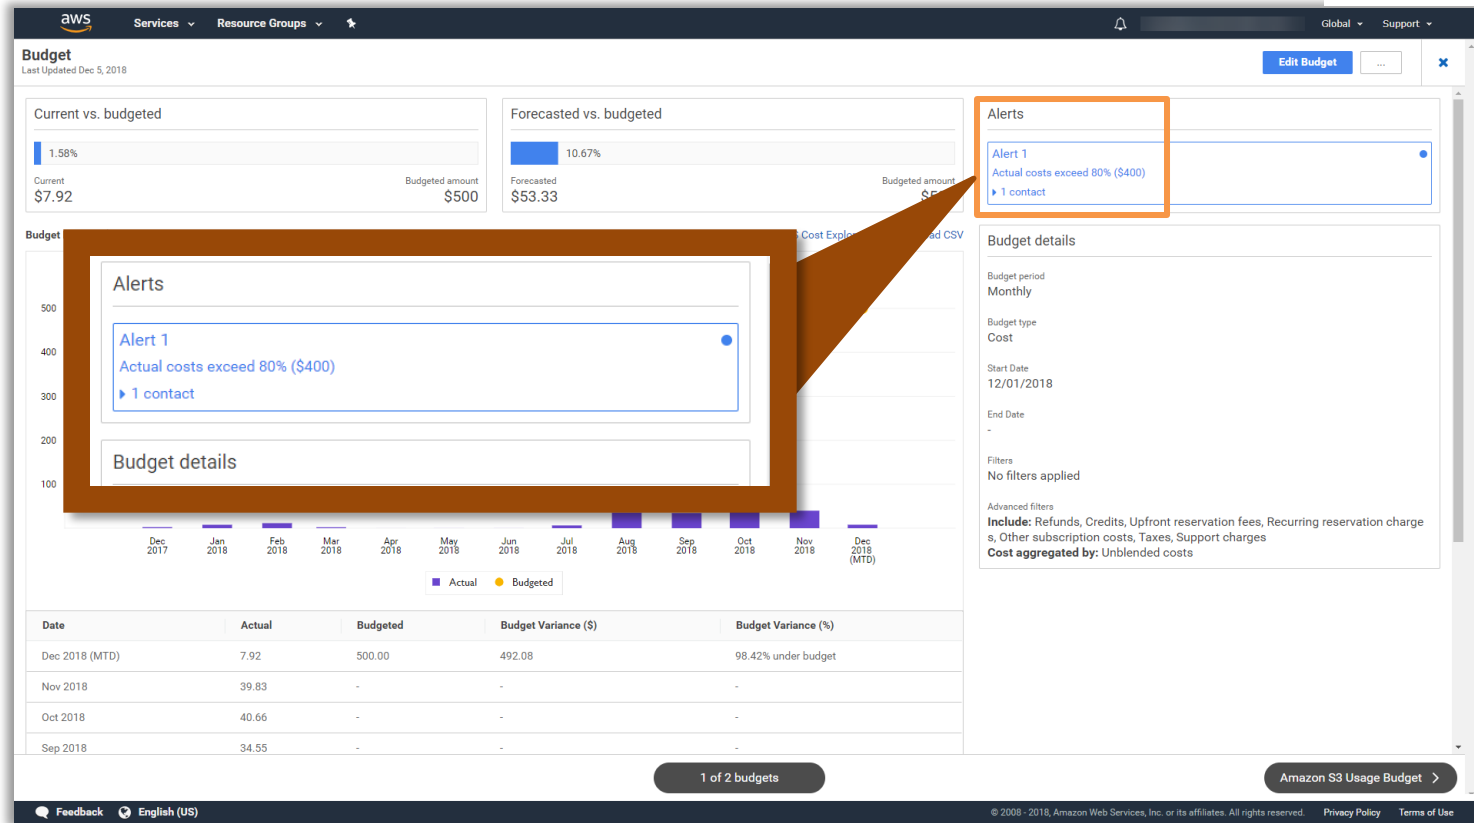 aws
Services
Resource Groups
Global
Support
Budget
Last Updated Dec 5, 2018
Edit Budget
...
Current vs. budgeted
1.58%
Current
Budgeted amount
$7.92
$500
Forecasted vs. budgeted
10.67%
Forecasted
Budgeted amount
$53.33
Alerts
Alert 1
Actual costs exceed 80% ($400)
1 contact
Budget
Cost
CSV
Alerts
Alert 1
Actual costs exceed 80% ($400)
1 contact
Budget details
500
400
300
200
100
Dec 2017
Jan 2018
Feb 2018
Mar 2018
Apr 2018
May 2018
Jun 2018
Jul 2018
Aug 2018
Sep 2018
Oct 2018
Nov 2018
Dec 2018 (MTD)
Actual
Budgeted
Budget details
Budget period
Monthly
Budget type
Cost
Start Date
12/01/2018
End Date
-
Filters
No filters applied
Advanced filters
Include: Refunds, Credits, Upfront reservation fees, Recurring reservation charge
s, Other subscription costs, Taxes, Support charges
Cost aggregated by: Unblended costs
Date Actual Budgeted Budget Variance ($) Budget Variance (%)
Dec 2018 (MTD) 7.92 500.00 492.08 98.42% under budget
Nov 2018 39.83 - - -
Oct 2018 40.66 - - -
Sep 2018 34.55 - - -
1 of 2 budgets
Amazon S3 Usage Budget
Feedback
English (US)
© 2008 - 2018, Amazon Web Services, Inc. or its affiliates. All rights reserved.
Privacy Policy
Terms of Use